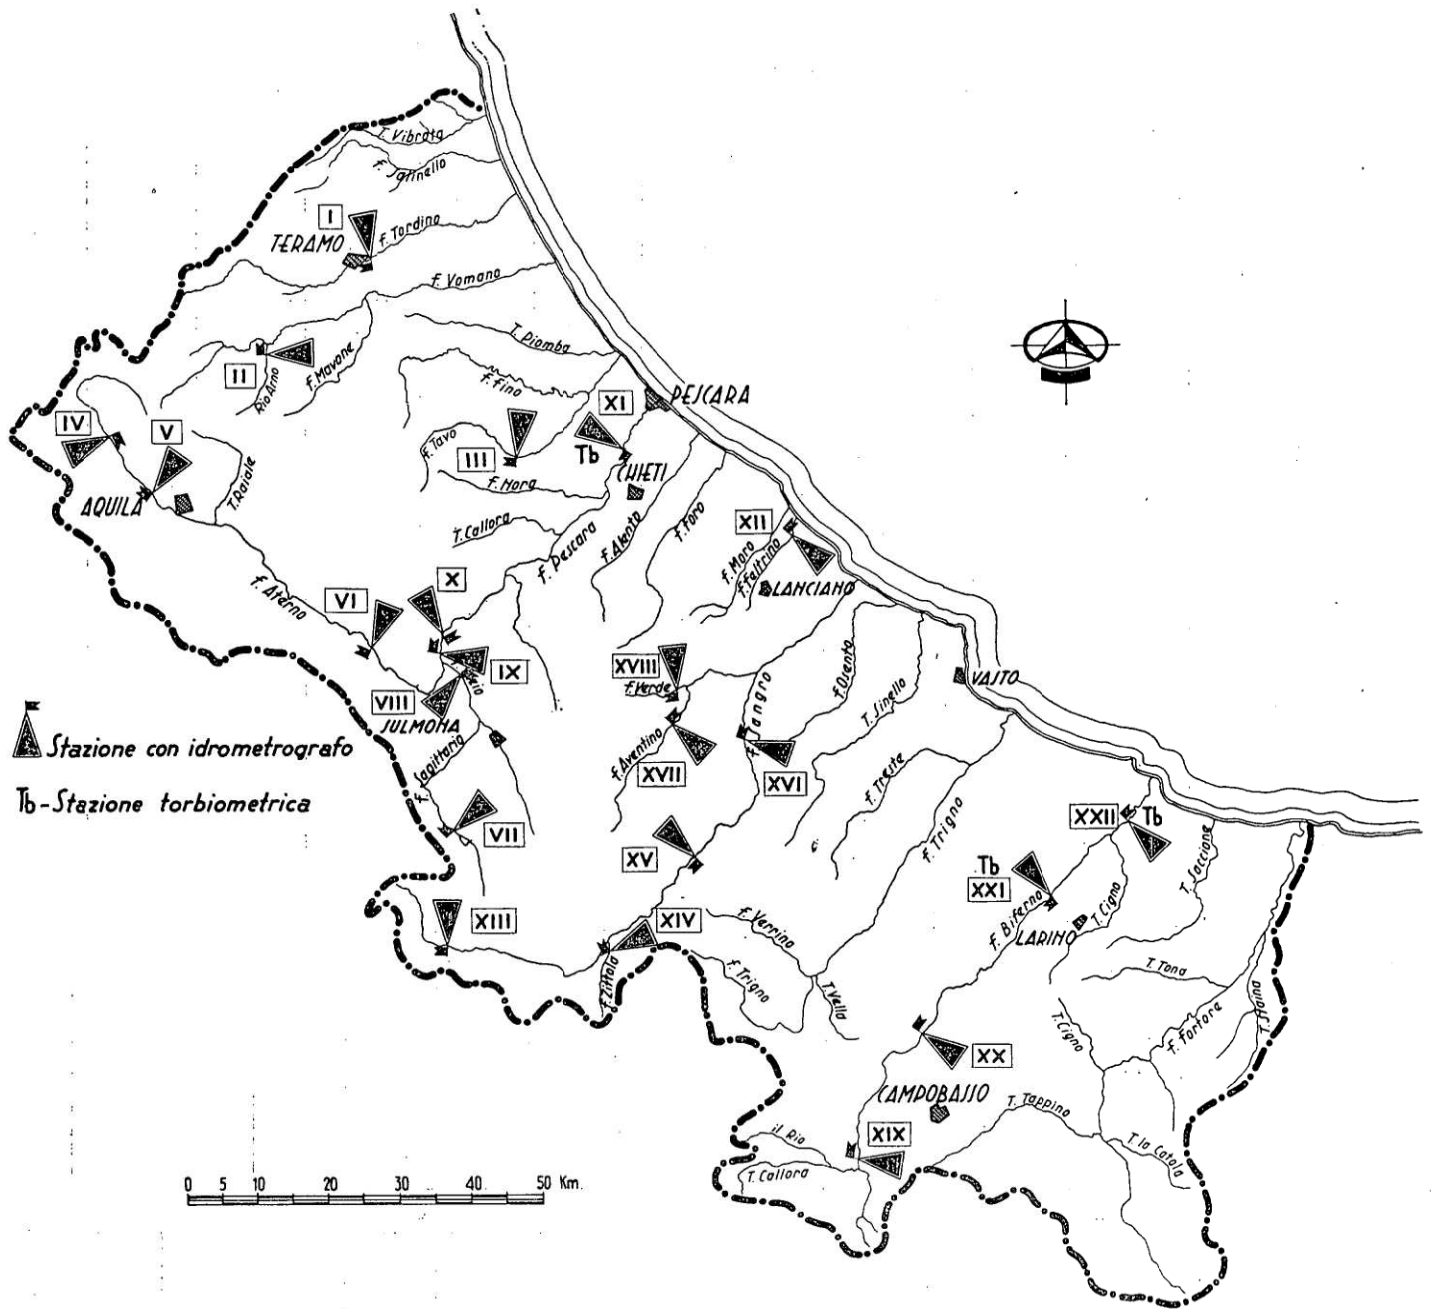 T. Vibrata
f. Salinello
I
TERAMO
f. Tordino
f. Vomano
T. Piomba
II
Rio Arno
f. Mavone
f. Fino
PESCARA
XI
IV
V
f. Tavo
III
Tb
CHIETI
T. Raiale
f. Mora
AQUILA
T. Callora
f. Pescara
f. Alento
f. Foro
XII
f. Moro
f. Feltrino
LANCIANO
X
VI
f. Aterno
IX
XVIII
f. Verde
VIII
SULMONA
f. Sangro
f. Osento
T. Sinello
VASTO
Stazione con idrometrografo
f. Sagittario
f. Aventino
XVII
XVI
f. Treste
Tb-Stazione torbiometrica
VII
XV
f. Trigno
XXII
Tb
Tb
XXI
T. Saccione
XIII
XIV
f. Verrino
f. Biferno
T. Cigno
LARINO
f. Zittola
f. Trigno
T. Vella
T. Tona
T. Cigno
f. Fortore
T. Staina
XX
CAMPOBASSO
T. Tappino
il Rio
XIX
T. la Catola
T. Callora
0 5 10 20 30 40 50 Km.